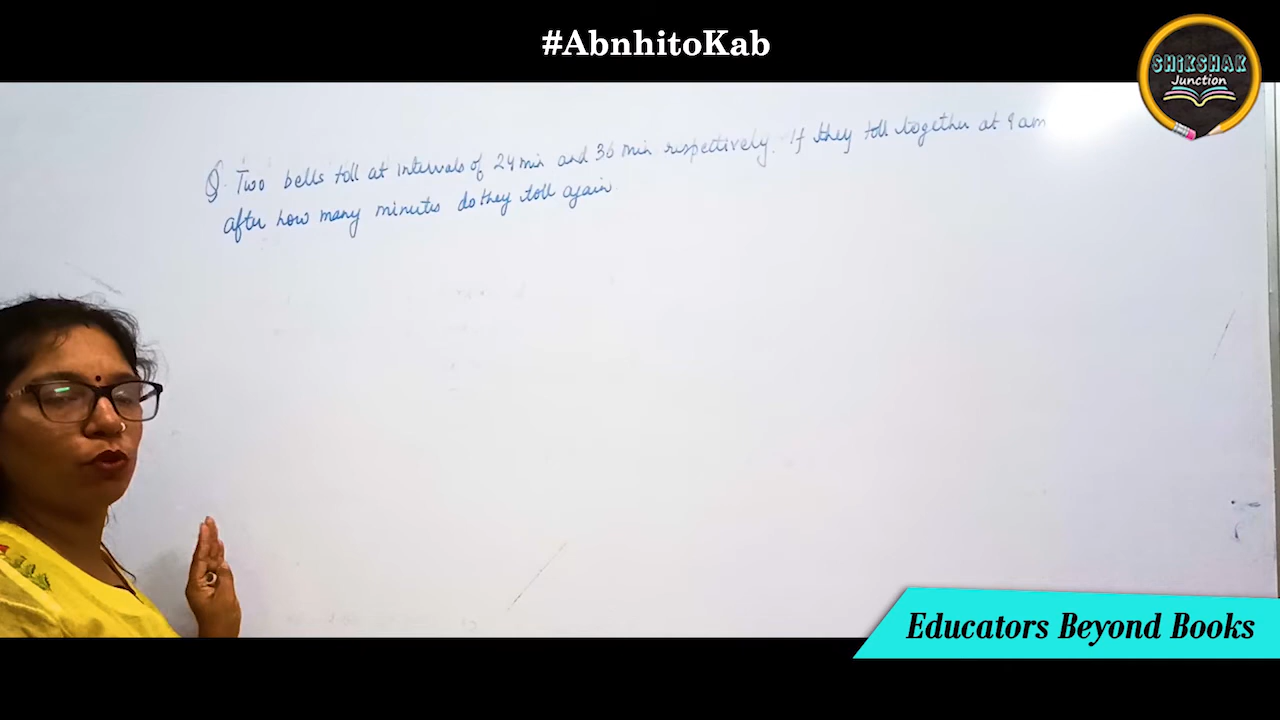 #AbnhitoKab
SHiKSHAK
Junction
Q. Two bells toll at intervals of 24 min and 36 min respectively. If they toll together at 9 am
after how many minutes do they toll again.
Educators Beyond Books